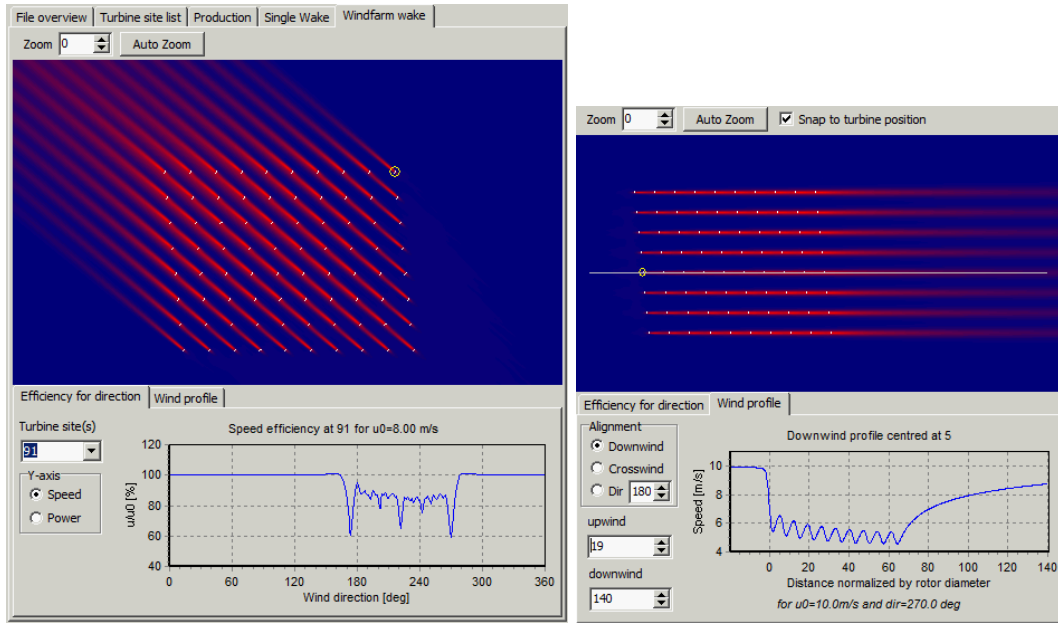 File overview Turbine site list Production Single Wake Windfarm wake
Zoom 0 Auto Zoom
Efficiency for direction Wind profile
Turbine site(s)
91
Y-axis
Speed
Power
Speed efficiency at 91 for u0=8.00 m/s
u/u0 [%]
120
100
80
60
40
0 60 120 180 240 300 360
Wind direction [deg]
Zoom 0 Auto Zoom Snap to turbine position
Efficiency for direction Wind profile
Alignment
Downwind
Crosswind
Dir 180
upwind
19
downwind
140
Downwind profile centred at 5
Speed [m/s]
10
8
6
4
0 20 40 60 80 100 120 140
Distance normalized by rotor diameter
for u0=10.0m/s and dir=270.0 deg